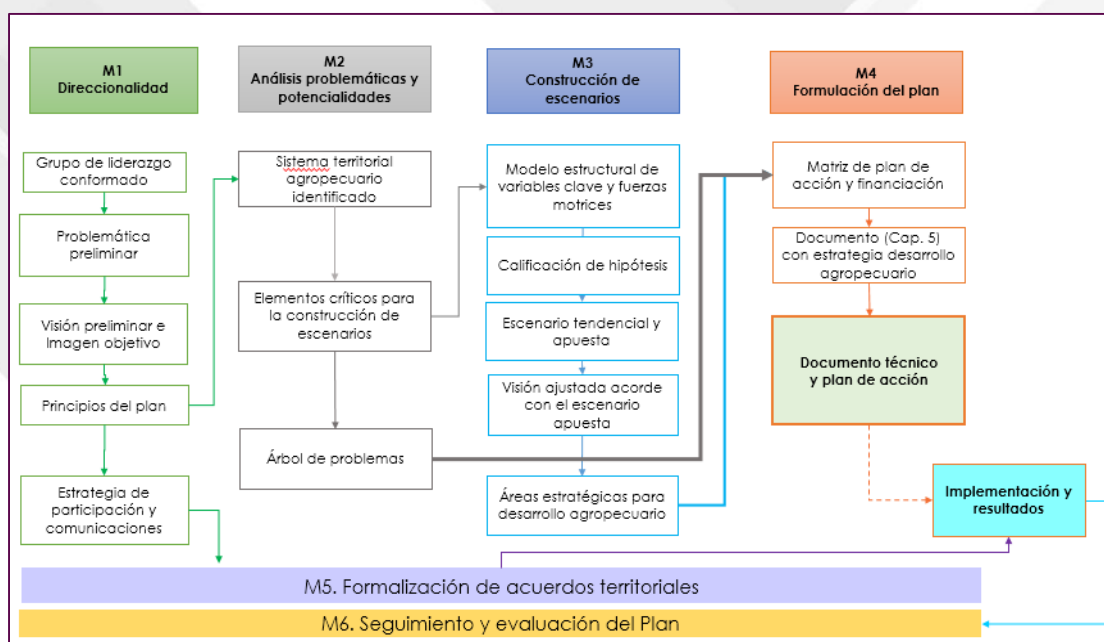 M1
Direccionalidad
Grupo de liderazgo
conformado
Problemática
preliminar
Visión preliminar e
Imagen objetivo
Principios del plan
Estrategia de
participación y
comunicaciones
M2
Análisis problemáticas y
potencialidades
Sistema territorial
agropecuario
identificado
Elementos críticos para
la construcción de
escenarios
Árbol de problemas
M3
Construcción de
escenarios
Modelo estructural de
variables clave y fuerzas
motrices
Calificación de hipótesis
Escenario tendencial y
apuesta
Visión ajustada acorde
con el escenario
apuesta
Áreas estratégicas para
desarrollo agropecuario
M4
Formulación del plan
Matriz de plan de
acción y financiación
Documento (Cap. 5)
con estrategia desarrollo
agropecuario
Documento técnico
y plan de acción
Implementación y
resultados
M5. Formalización de acuerdos territoriales
M6. Seguimiento y evaluación del Plan